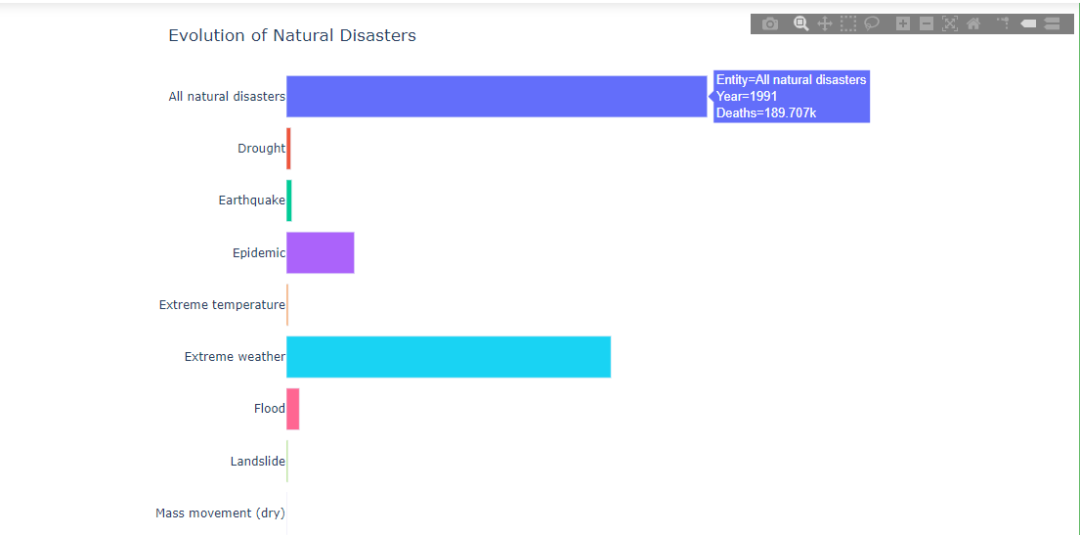 Evolution of Natural Disasters
All natural disasters
Entity=All natural disasters
Year=1991
Deaths=189.707k
Drought
Earthquake
Epidemic
Extreme temperature
Extreme weather
Flood
Landslide
Mass movement (dry)